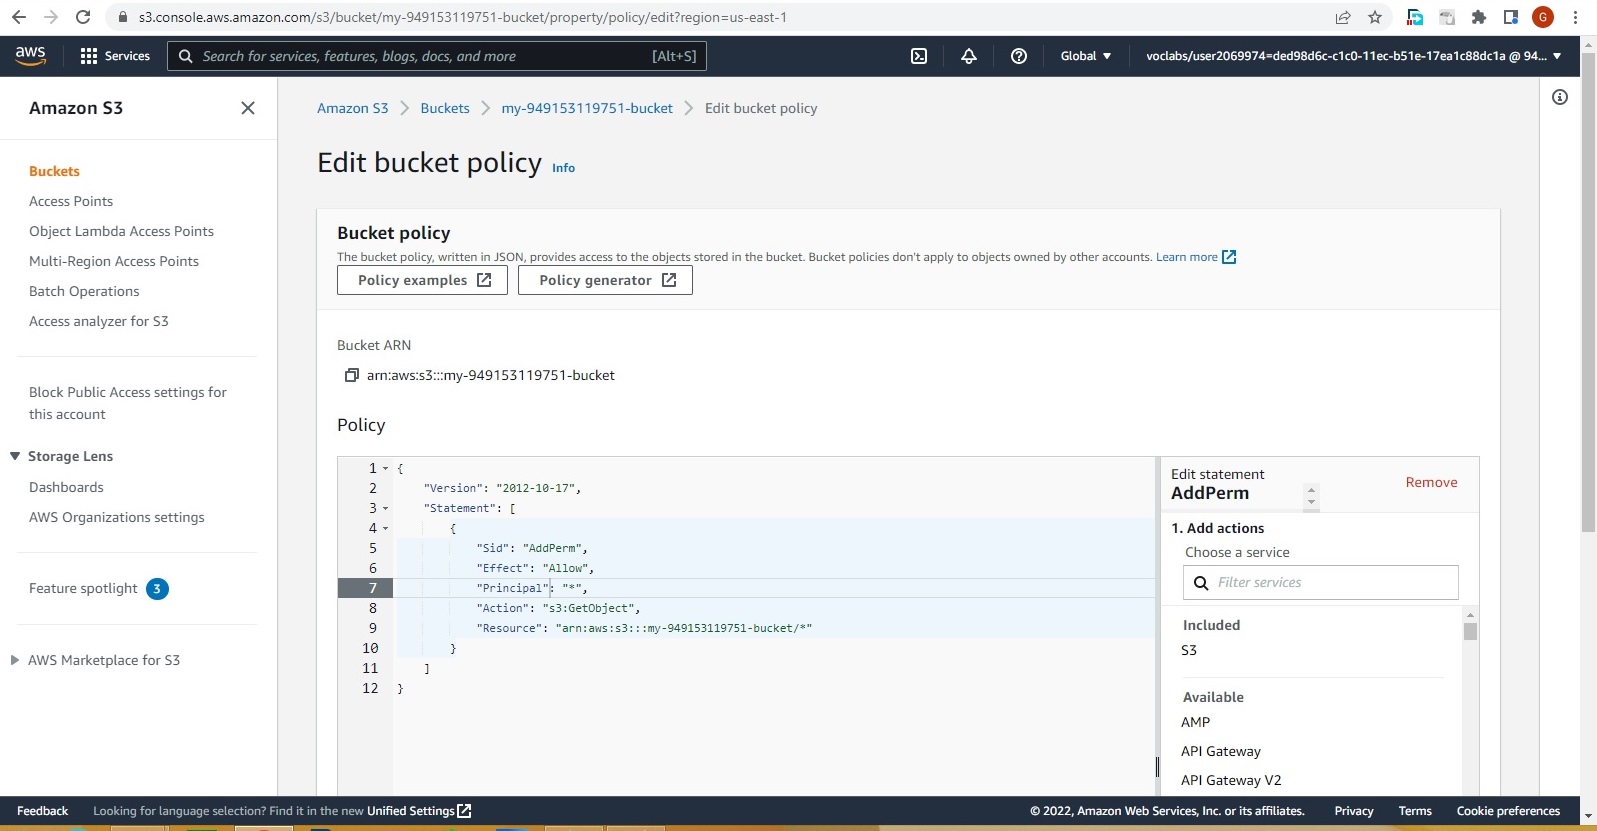 s3.console.aws.amazon.com/s3/bucket/my-949153119751-bucket/property/policy/edit?region=us-east-1
G
aws
Services
Search for services, features, blogs, docs, and more
[Alt+S]
Global
voclabs/user2069974=ded98d6c-c1c0-11ec-b51e-17ea1c88dc1a @ 94...
Amazon S3
Buckets
Access Points
Object Lambda Access Points
Multi-Region Access Points
Batch Operations
Access analyzer for S3
Block Public Access settings for
this account
Storage Lens
Dashboards
AWS Organizations settings
Feature spotlight 3
AWS Marketplace for S3
Amazon S3 > Buckets > my-949153119751-bucket > Edit bucket policy
Edit bucket policy Info
Bucket policy
The bucket policy, written in JSON, provides access to the objects stored in the bucket. Bucket policies don't apply to objects owned by other accounts. Learn more
Policy examples
Policy generator
Bucket ARN
arn:aws:s3:::my-949153119751-bucket
Policy
1 {
2 "Version": "2012-10-17",
3 "Statement": [
4 {
5 "Sid": "AddPerm",
6 "Effect": "Allow",
7 "Principal": "*",
8 "Action": "s3:GetObject",
9 "Resource": "arn:aws:s3:::my-949153119751-bucket/*"
10 }
11 ]
12 }
Edit statement
AddPerm
Remove
1. Add actions
Choose a service
Filter services
Included
S3
Available
AMP
API Gateway
API Gateway V2
Feedback
Looking for language selection? Find it in the new Unified Settings
© 2022, Amazon Web Services, Inc. or its affiliates.
Privacy
Terms
Cookie preferences